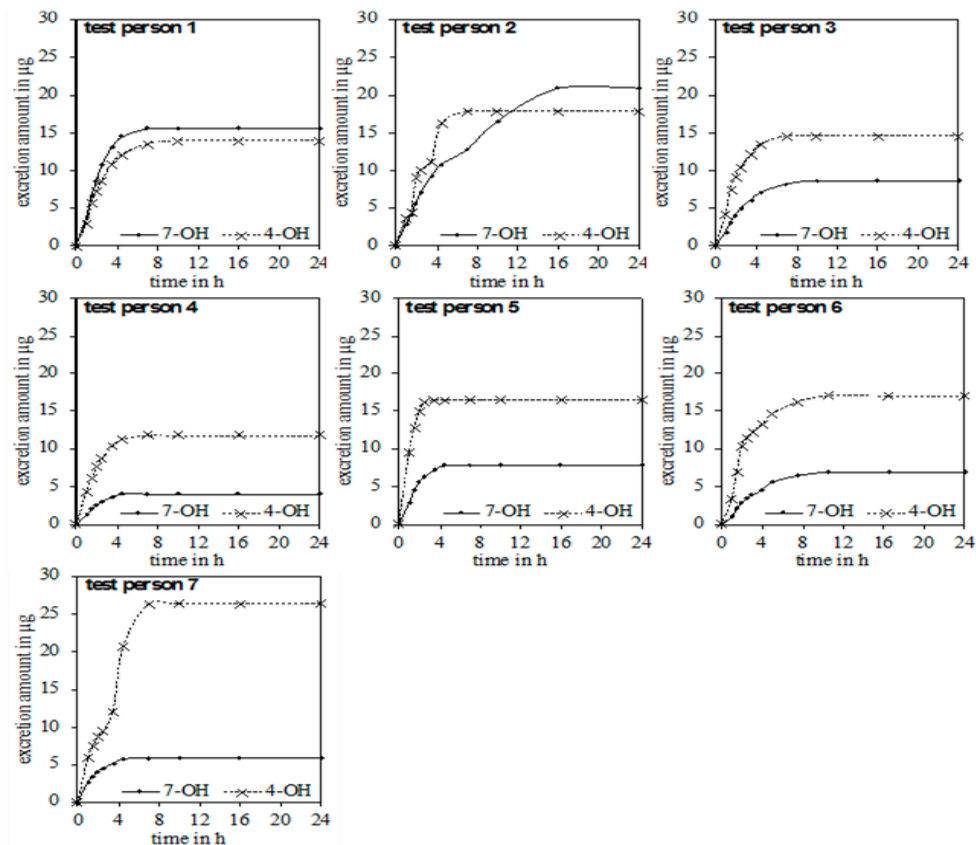 test person 1
excretion amount in µg
30
25
20
15
10
5
0
7-OH 4-OH
0 4 8 12 16 20 24
time in h
test person 2
excretion amount in µg
30
25
20
15
10
5
0
7-OH 4-OH
0 4 8 12 16 20 24
time in h
test person 3
excretion amount in µg
30
25
20
15
10
5
0
7-OH 4-OH
0 4 8 12 16 20 24
time in h
test person 4
excretion amount in µg
30
25
20
15
10
5
0
7-OH 4-OH
0 4 8 12 16 20 24
time in h
test person 5
excretion amount in µg
30
25
20
15
10
5
0
7-OH 4-OH
0 4 8 12 16 20 24
time in h
test person 6
excretion amount in µg
30
25
20
15
10
5
0
7-OH 4-OH
0 4 8 12 16 20 24
time in h
test person 7
excretion amount in µg
30
25
20
15
10
5
0
7-OH 4-OH
0 4 8 12 16 20 24
time in h